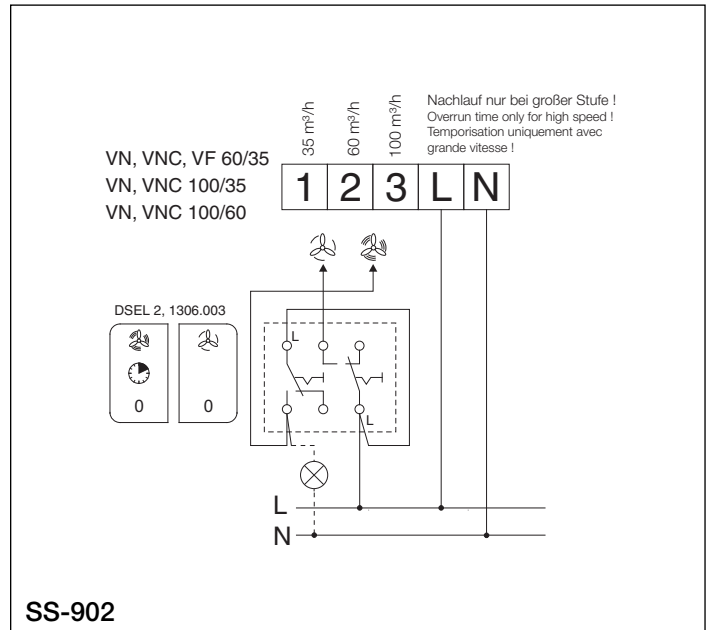 35 m³/h
60 m³/h
100 m³/h
Nachlauf nur bei großer Stufe !
Overrun time only for high speed !
Temporisation uniquement avec
grande vitesse !
VN, VNC, VF 60/35
VN, VNC 100/35
VN, VNC 100/60
1 2 3 L N
DSEL 2, 1306.003
L
0 0
L
L
N
SS-902